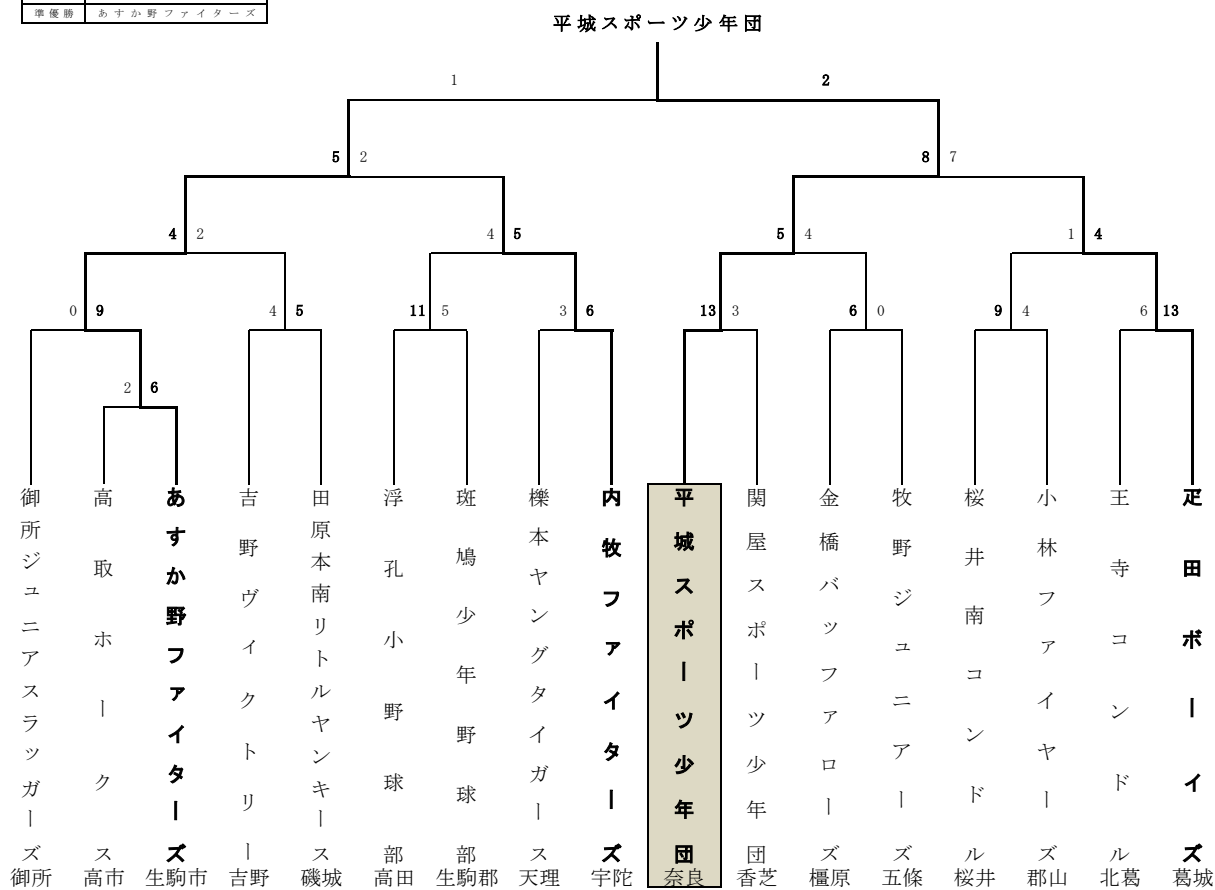 準優勝 あすか野ファイターズ
平城スポーツ少年団
1 2
5 2 8 7
4 2 4 5 5 4 1 4
0 9 4 5 11 5 3 6 13 3 6 0 9 4 6 13
2 6
御所ジュニアスラッガーズ
高取ホークス
あすか野ファイターズ
吉野ヴィクトリー
田原本南リトルヤンキース
浮孔小野球部
斑鳩少年野球部
櫟本ヤングタイガース
内牧ファイターズ
平城スポーツ少年団
関屋スポーツ少年団
金橋バッファローズ
牧野ジュニアーズ
桜井南コンドル
小林ファイヤーズ
王寺コンドル
疋田ボーイズ
御所 高市 生駒市 吉野 磯城 高田 生駒郡 天理 宇陀 奈良 香芝 橿原 五條 桜井 郡山 北葛 葛城